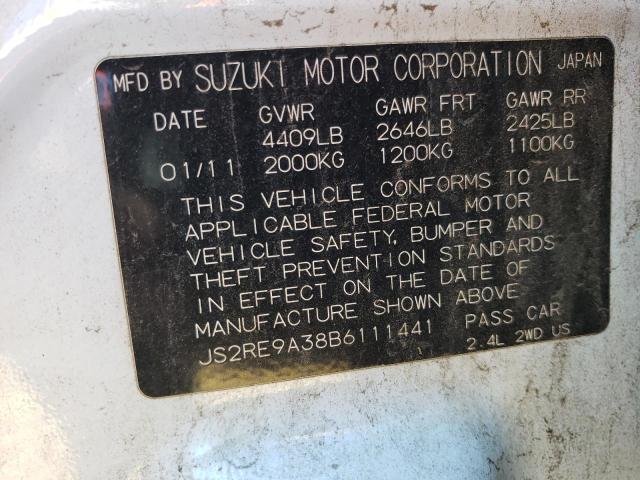 MFD BY SUZUKI MOTOR CORPORATION JAPAN
DATE GVWR GAWR FRT GAWR RR
4409LB 2646LB 2425LB
01/11 2000KG 1200KG 1100KG
THIS VEHICLE CONFORMS TO ALL
APPLICABLE FEDERAL MOTOR
VEHICLE SAFETY, BUMPER AND
THEFT PREVENTION STANDARDS
IN EFFECT ON THE DATE OF
MANUFACTURE SHOWN ABOVE
JS2RE9A38B6111441 PASS CAR
2.4L 2WD US